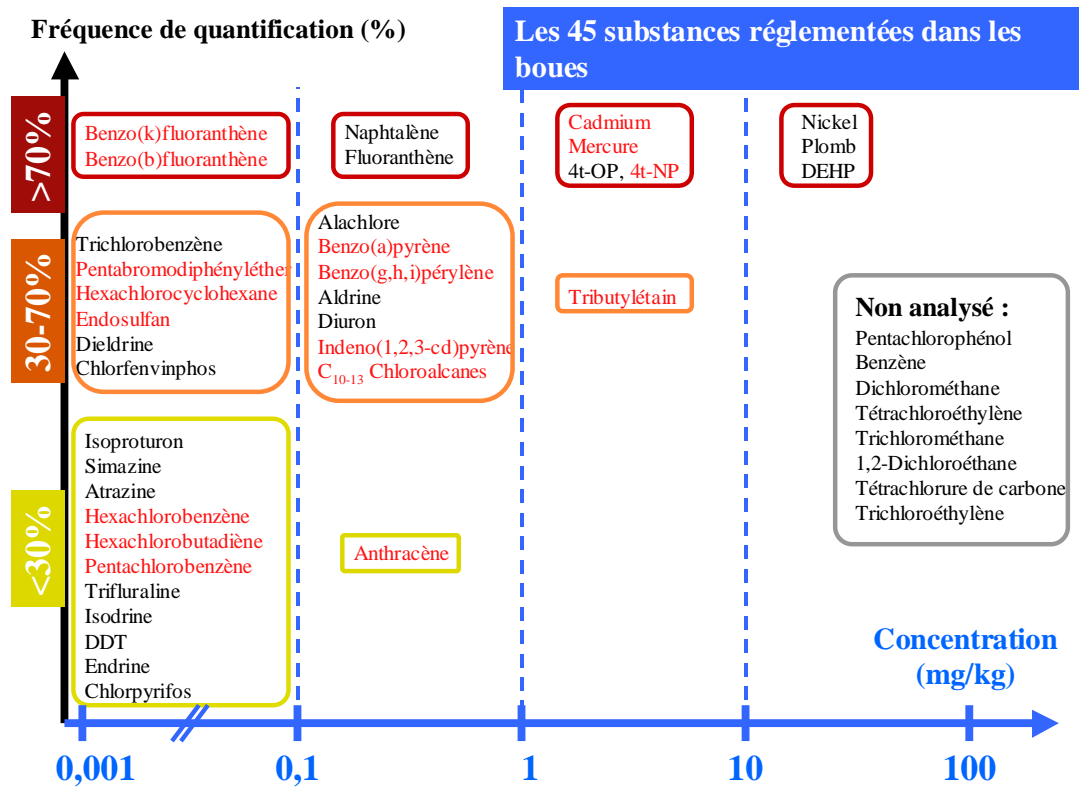 Fréquence de quantification (%)
Les 45 substances réglementées dans les
boues
>70%
Benzo(k)fluoranthène
Benzo(b)fluoranthène
Naphtalène
Fluoranthène
Cadmium
Mercure
4t-OP, 4t-NP
Nickel
Plomb
DEHP
30-70%
Trichlorobenzène
Pentabromodiphényléther
Hexachlorocyclohexane
Endosulfan
Dieldrine
Chlorfenvinphos
Alachlore
Benzo(a)pyrène
Benzo(g,h,i)pérylène
Aldrine
Diuron
Indeno(1,2,3-cd)pyrène
C10-13 Chloroalcanes
Tributylétain
Non analysé :
Pentachlorophénol
Benzène
Dichlorométhane
Tétrachloroéthylène
Trichlorométhane
1,2-Dichloroéthane
Tétrachlorure de carbone
Trichloroéthylène
<30%
Isoproturon
Simazine
Atrazine
Hexachlorobenzène
Hexachlorobutadiène
Pentachlorobenzène
Trifluraline
Isodrine
DDT
Endrine
Chlorpyrifos
Anthracène
Concentration
(mg/kg)
0,001
0,1
1
10
100